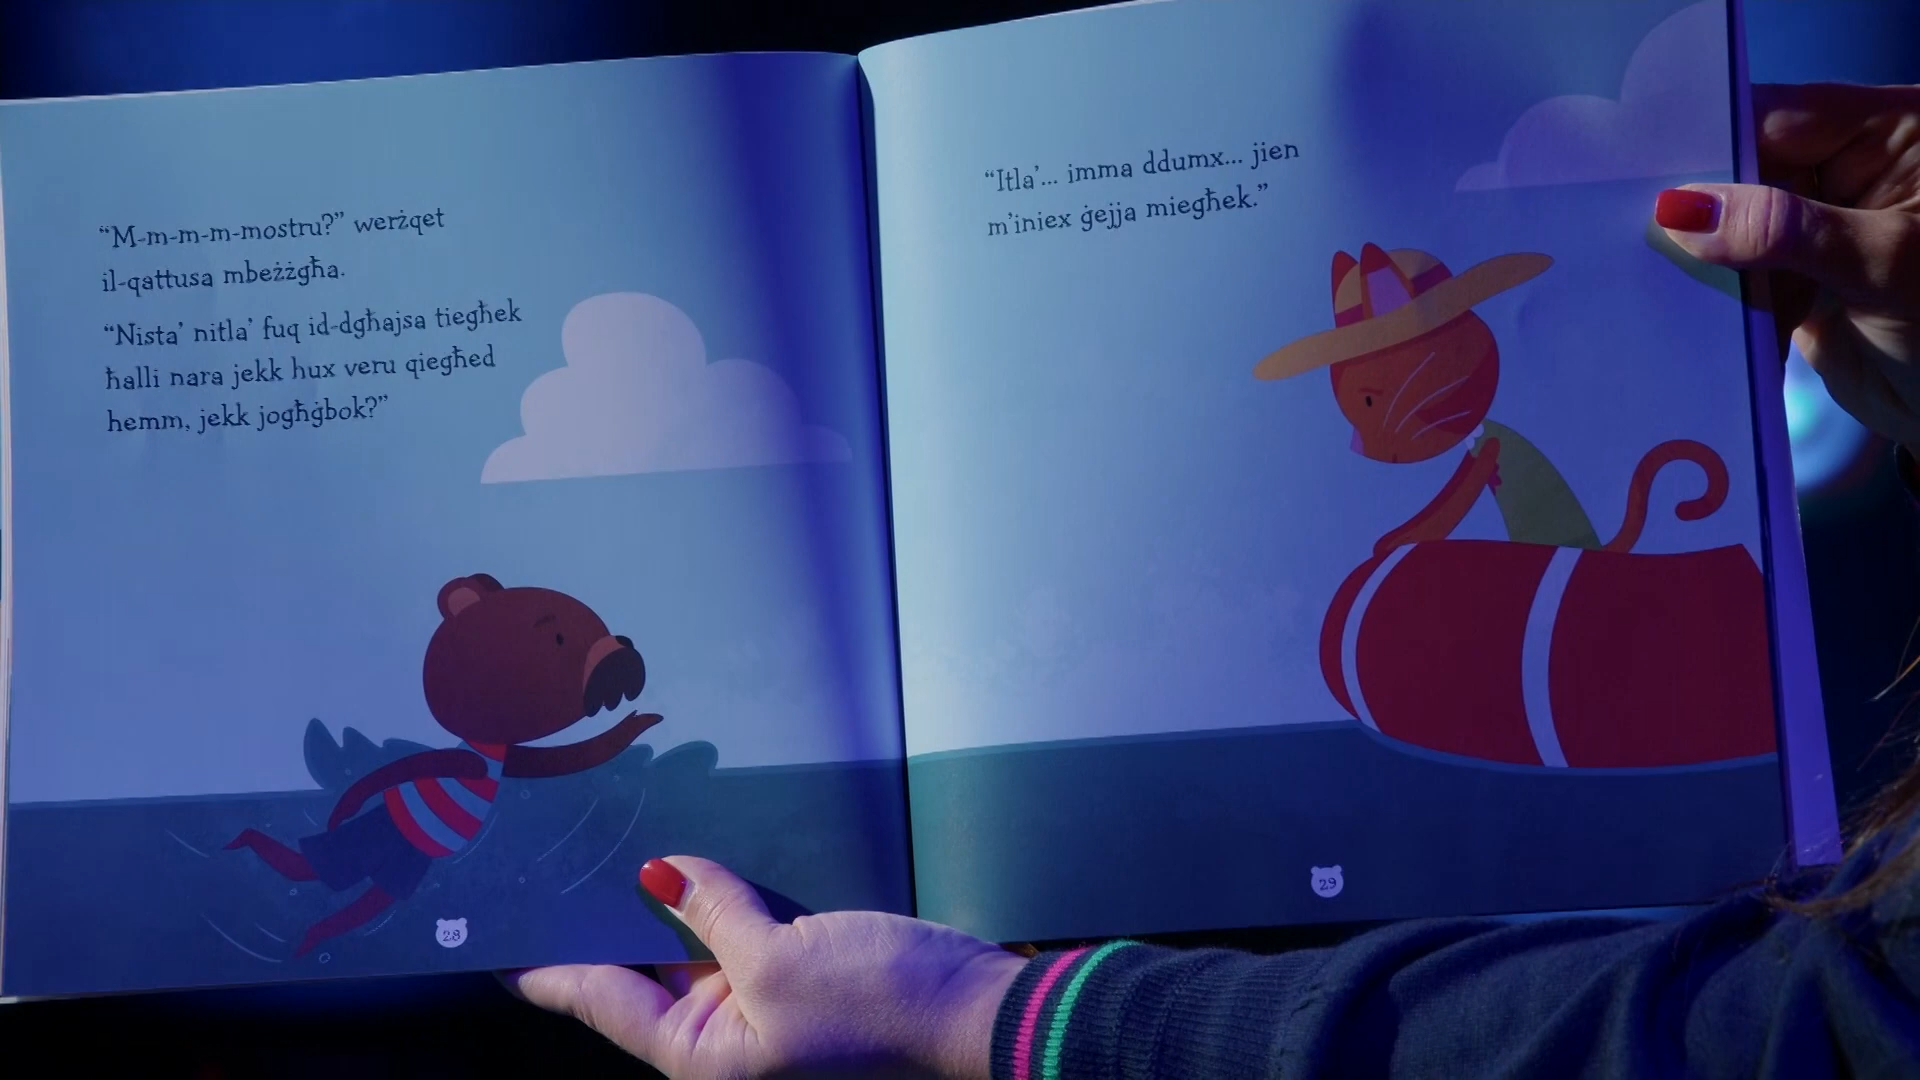 “M-m-m-m-mostru?” werżqet
il-qattusa mbeżżgħa.
“Nista’ nitla’ fuq id-dgħajsa tiegħek
ħalli nara jekk hux veru qiegħed
hemm, jekk jogħġbok?”
28
“Itla’... imma ddumx... jien
m’iniex ġejja miegħek.”
29